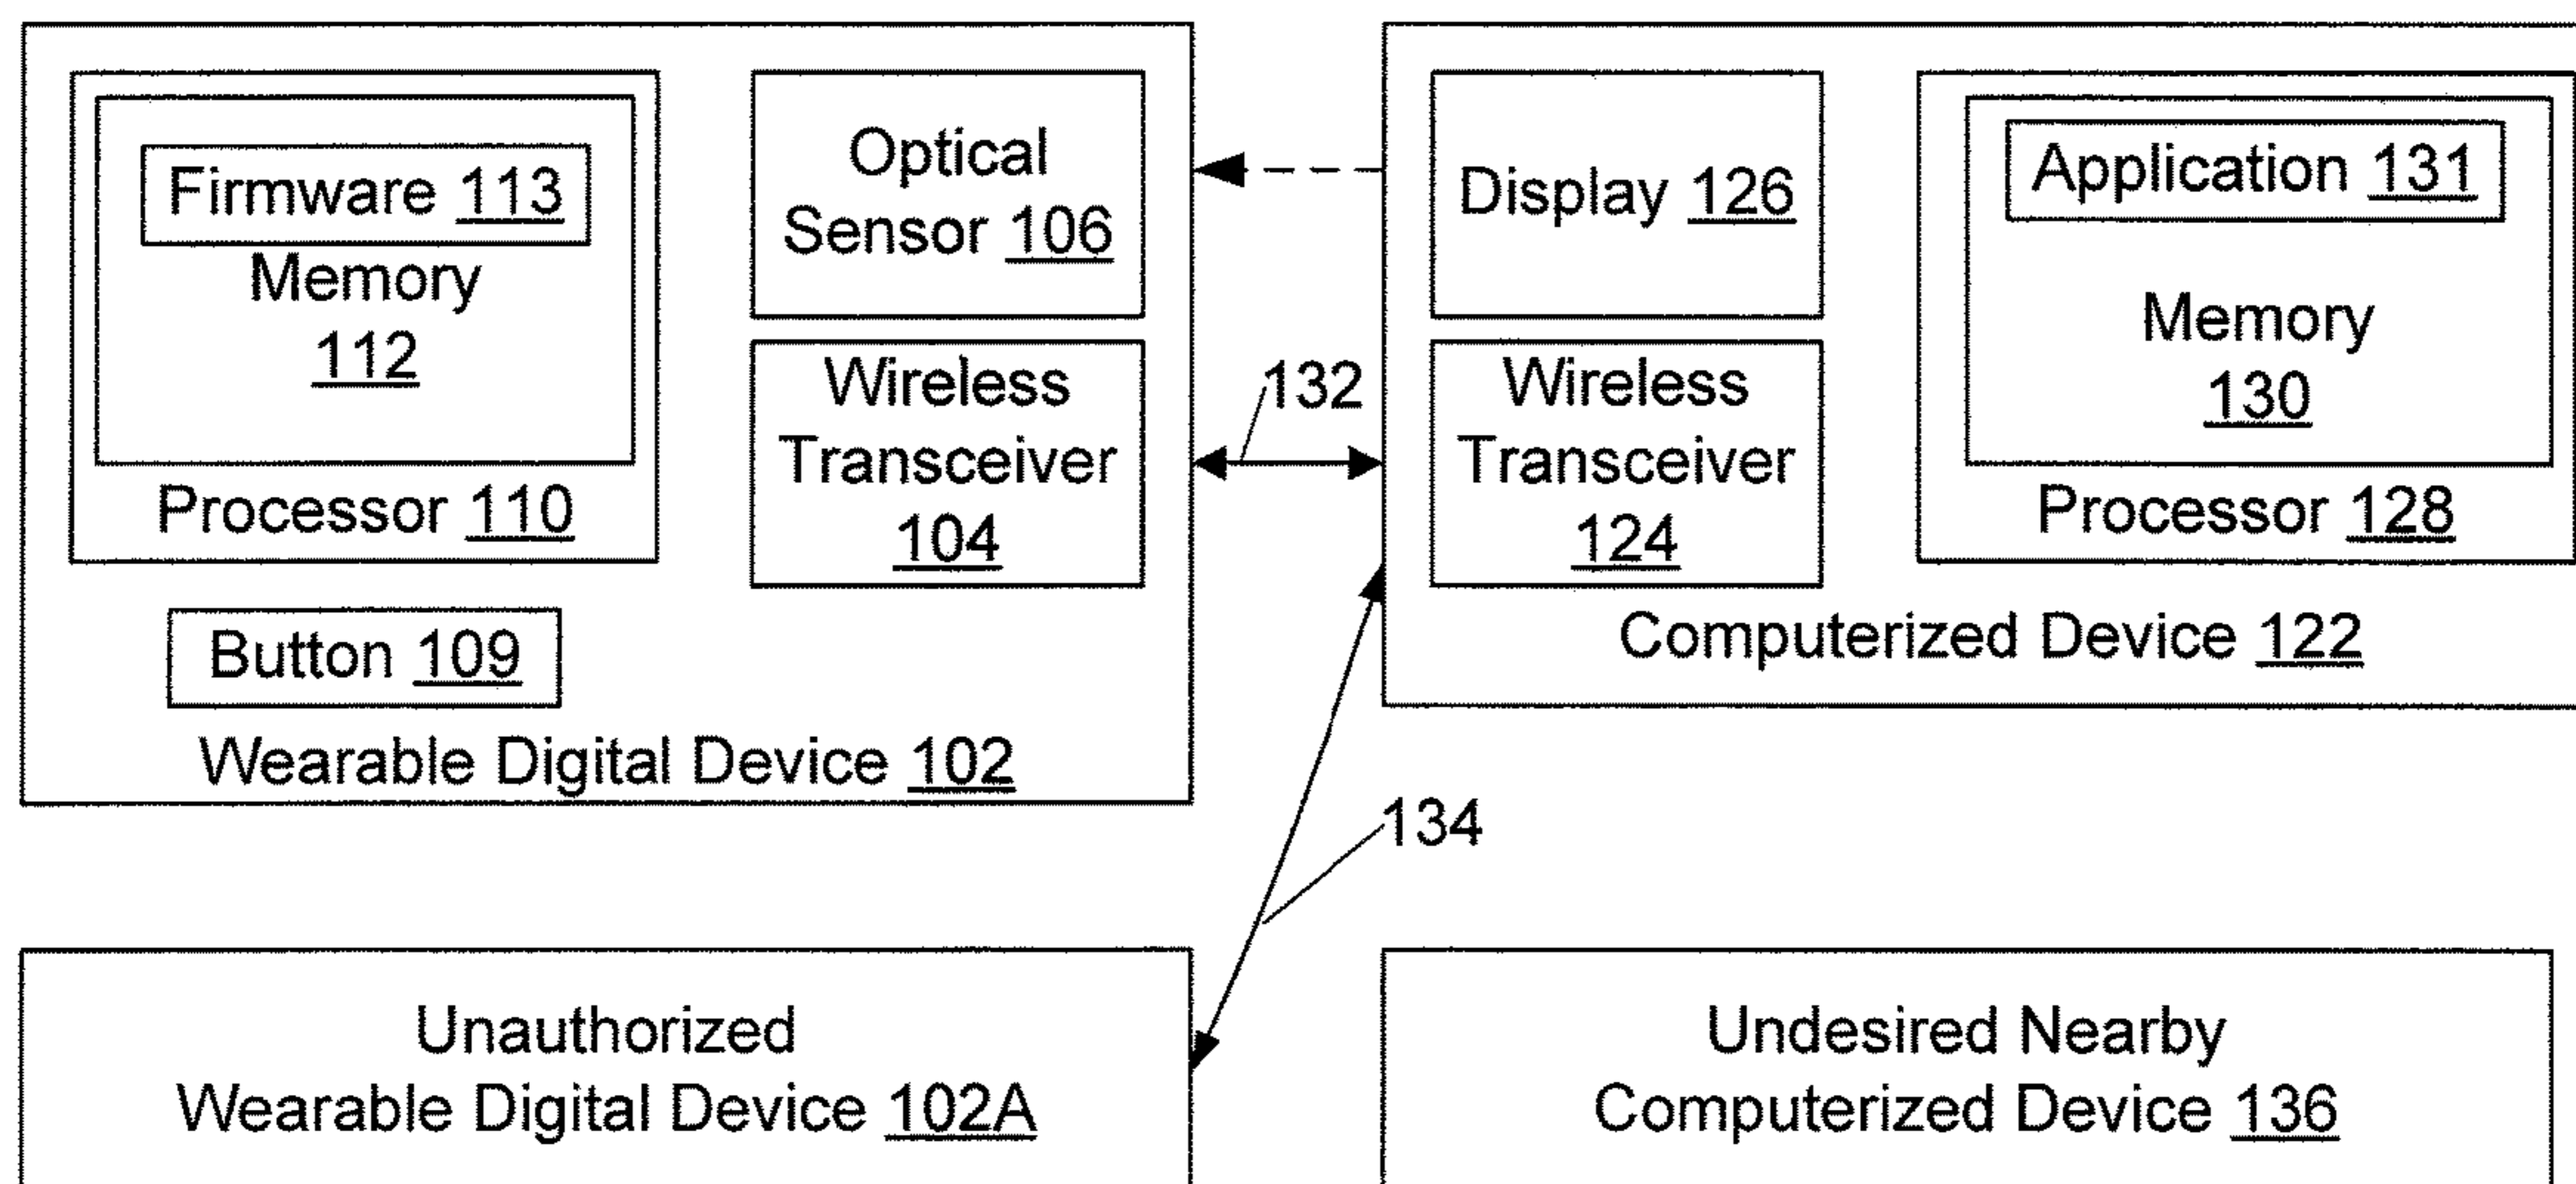 Firmware 113
Memory
112
Processor 110
Optical
Sensor 106
Wireless
Transceiver
104
Button 109
Wearable Digital Device 102
132
Display 126
Wireless
Transceiver
124
Application 131
Memory
130
Processor 128
Computerized Device 122
134
Unauthorized
Wearable Digital Device 102A
Undesired Nearby
Computerized Device 136